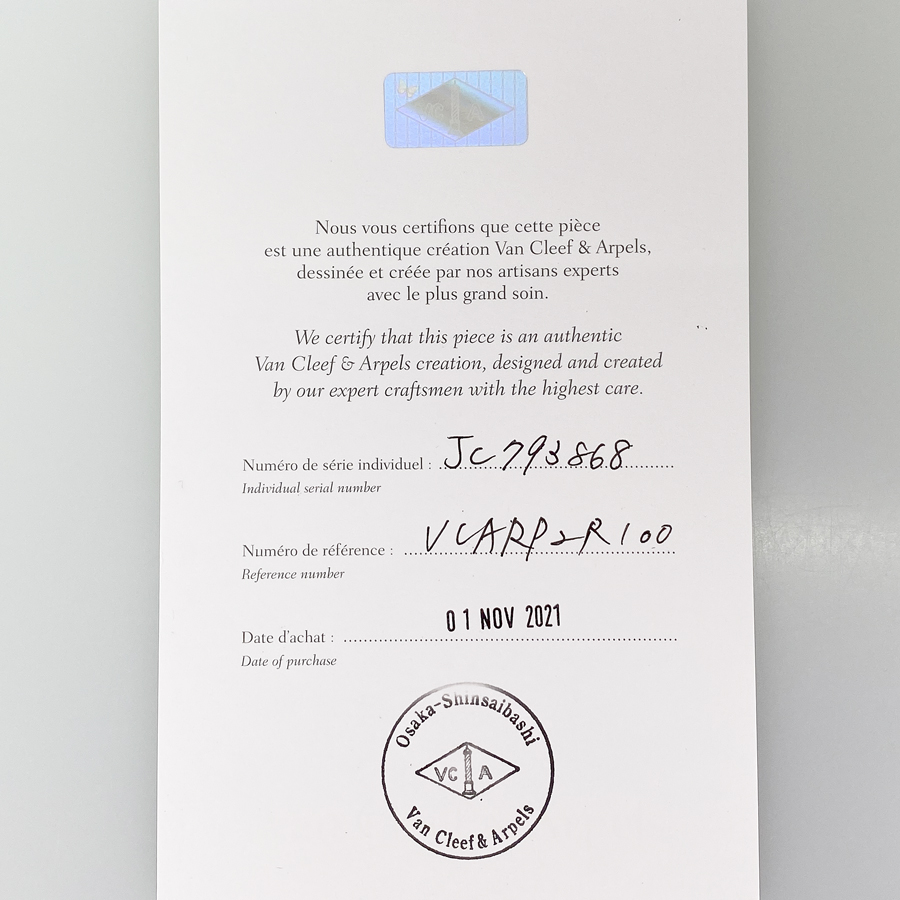 Nous vous certifions que cette pièce
est une authentique création Van Cleef & Arpels,
dessinée et créée par nos artisans experts
avec le plus grand soin.
We certify that this piece is an authentic
Van Cleef & Arpels creation, designed and created
by our expert craftsmen with the highest care.
Numéro de série individuel : JC793868
Individual serial number
Numéro de référence : VCARP2R100
Reference number
Date d'achat : 01 NOV 2021
Date of purchase
Osaka-Shinsaibashi
VC A
Van Cleef & Arpels